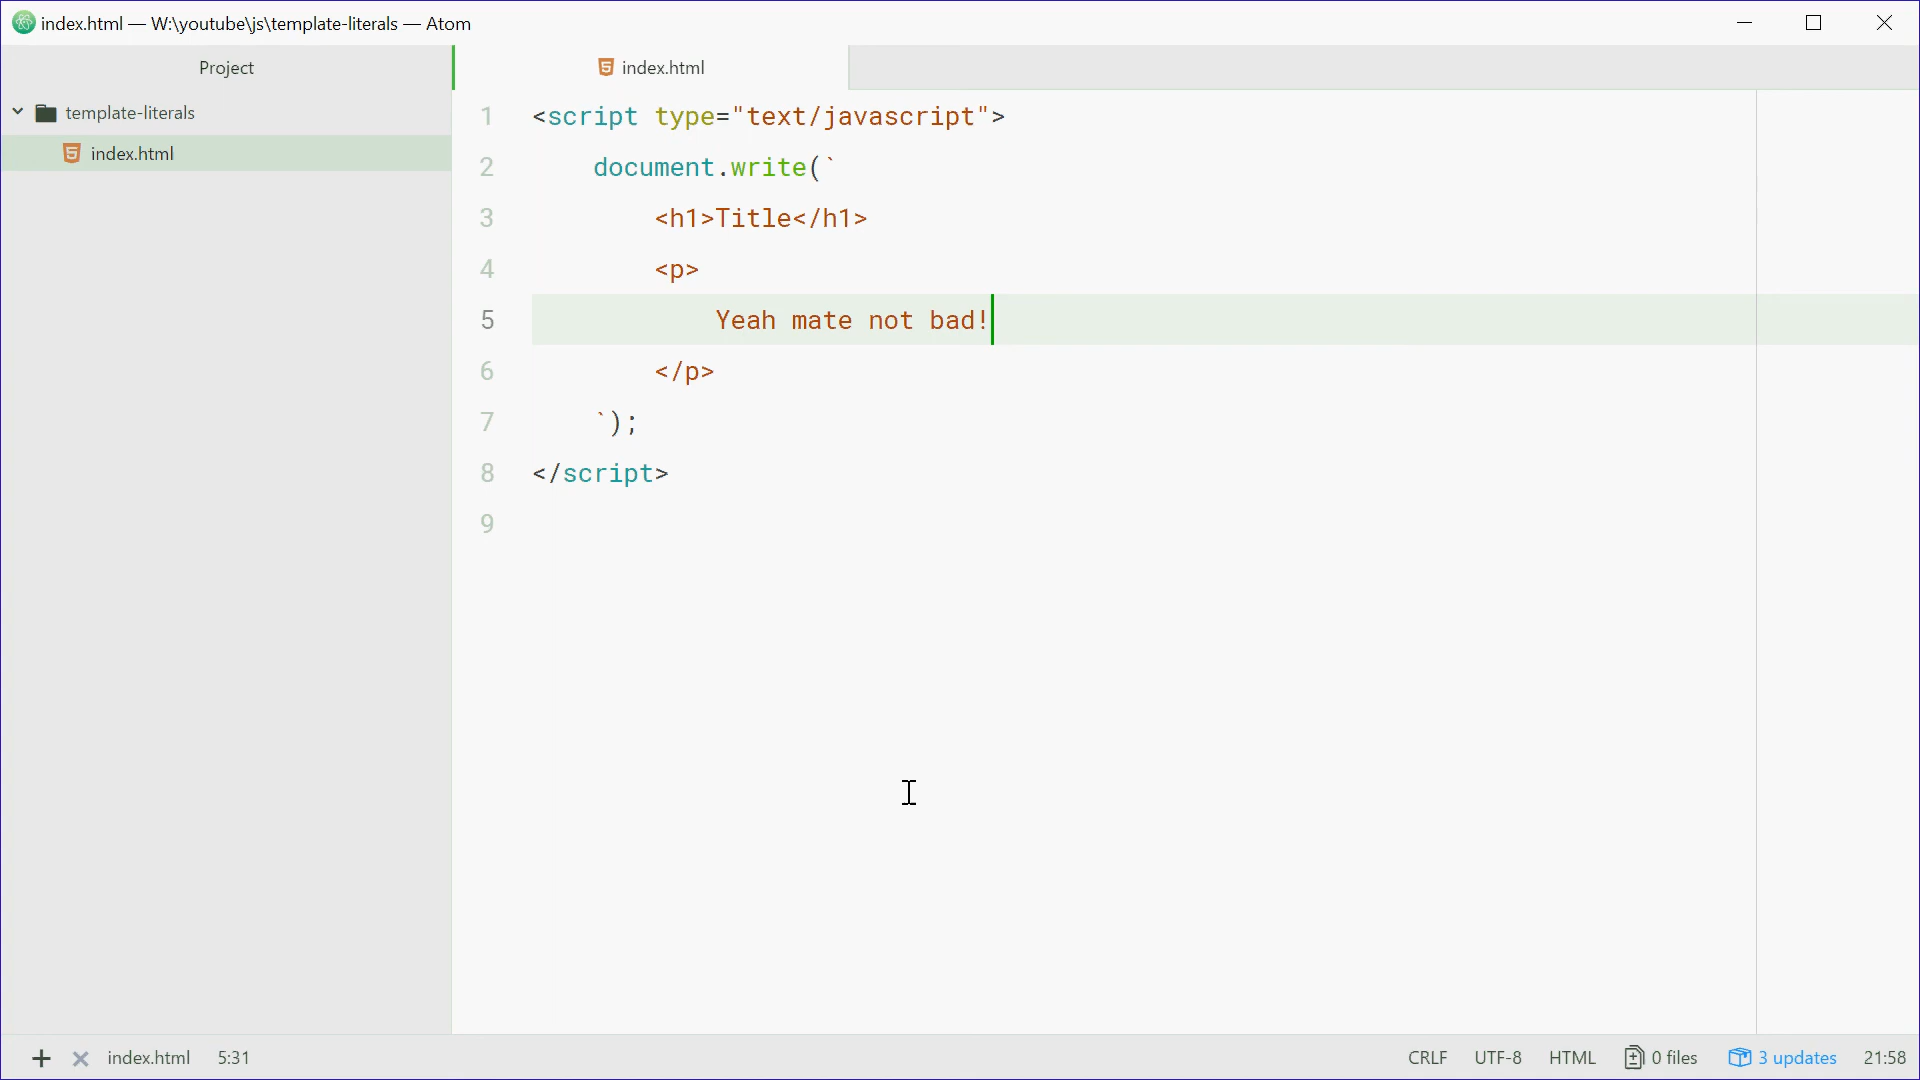 index.html — W:\youtube\js\template-literals — Atom
Project
index.html
template-literals
index.html
1 <script type="text/javascript">
2 document.write(`
3 <h1>Title</h1>
4 <p>
5 Yeah mate not bad!
6 </p>
7 `);
8 </script>
9
index.html 5:31 CRLF UTF-8 HTML 0 files 3 updates 21:58